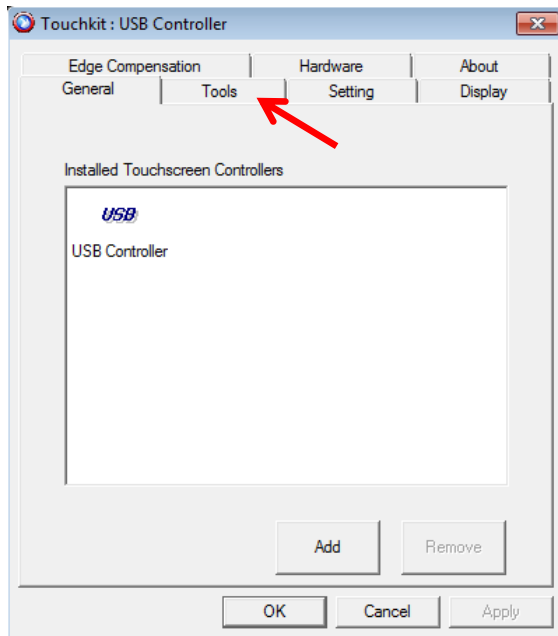 Touchkit : USB Controller
Edge Compensation Hardware About
General Tools Setting Display
Installed Touchscreen Controllers
USB
USB Controller
Add Remove
OK Cancel Apply